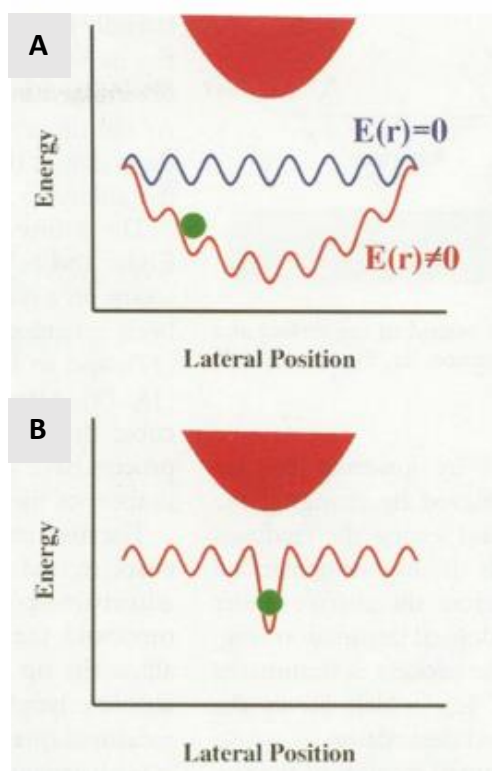 A
E(r)=0
Energy
E(r)≠0
Lateral Position
B
Energy
Lateral Position